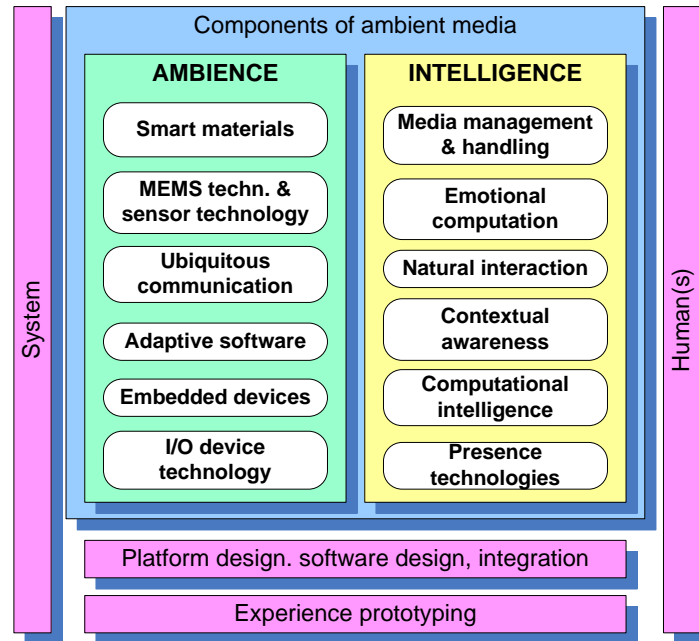 System
Components of ambient media
AMBIENCE
Smart materials
MEMS techn. &
sensor technology
Ubiquitous
communication
Adaptive software
Embedded devices
I/O device
technology
INTELLIGENCE
Media management
& handling
Emotional
computation
Natural interaction
Contextual
awareness
Computational
intelligence
Presence
technologies
Human(s)
Platform design. software design, integration
Experience prototyping